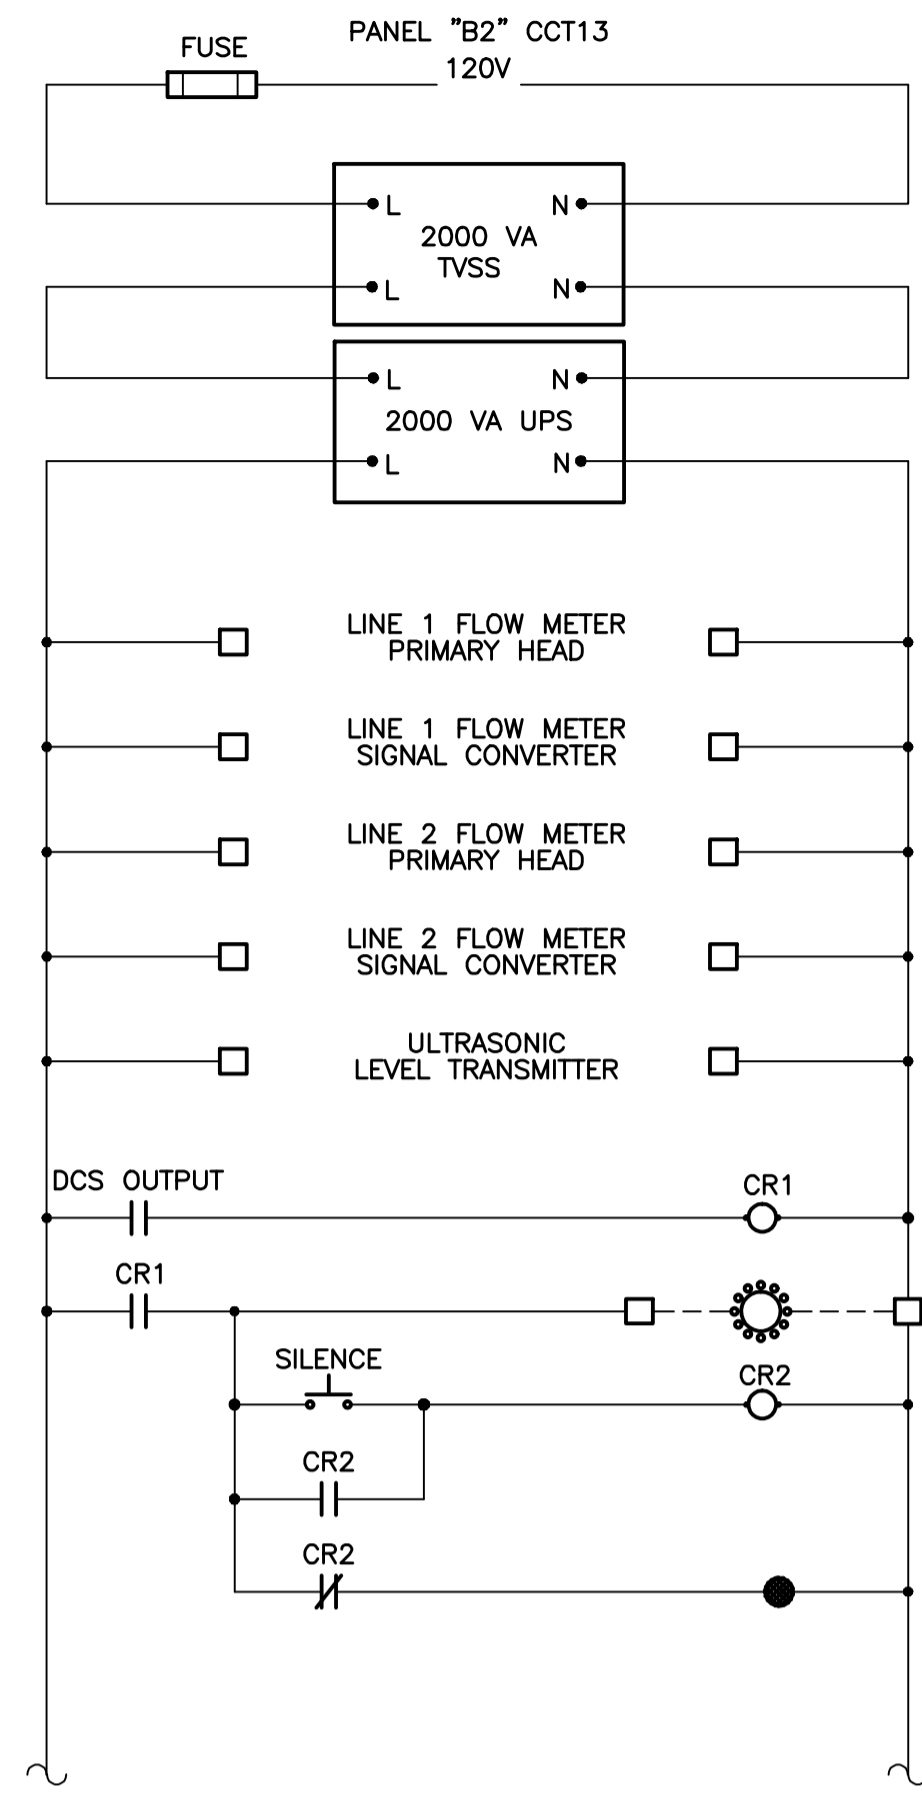 PANEL "B2" CCT13
FUSE
120V
L N
2000 VA
TVSS
L N
L N
2000 VA UPS
L N
LINE 1 FLOW METER
PRIMARY HEAD
LINE 1 FLOW METER
SIGNAL CONVERTER
LINE 2 FLOW METER
PRIMARY HEAD
LINE 2 FLOW METER
SIGNAL CONVERTER
ULTRASONIC
LEVEL TRANSMITTER
DCS OUTPUT
CR1
CR1
SILENCE
CR2
CR2
CR2